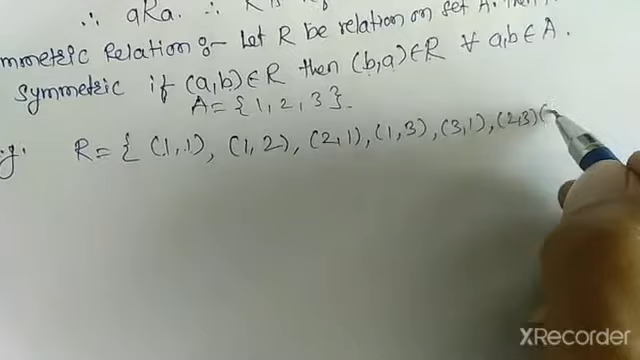 ∴ aRa. ∴ R is
mmetric Relation :- Let R be relation on set A. then
symmetric if (a,b) ∈ R then (b,a) ∈ R ∀ a,b ∈ A.
A = {1, 2, 3}.
.g. R = { (1,1), (1,2), (2,1), (1,3), (3,1), (2,3) (
XRecorder